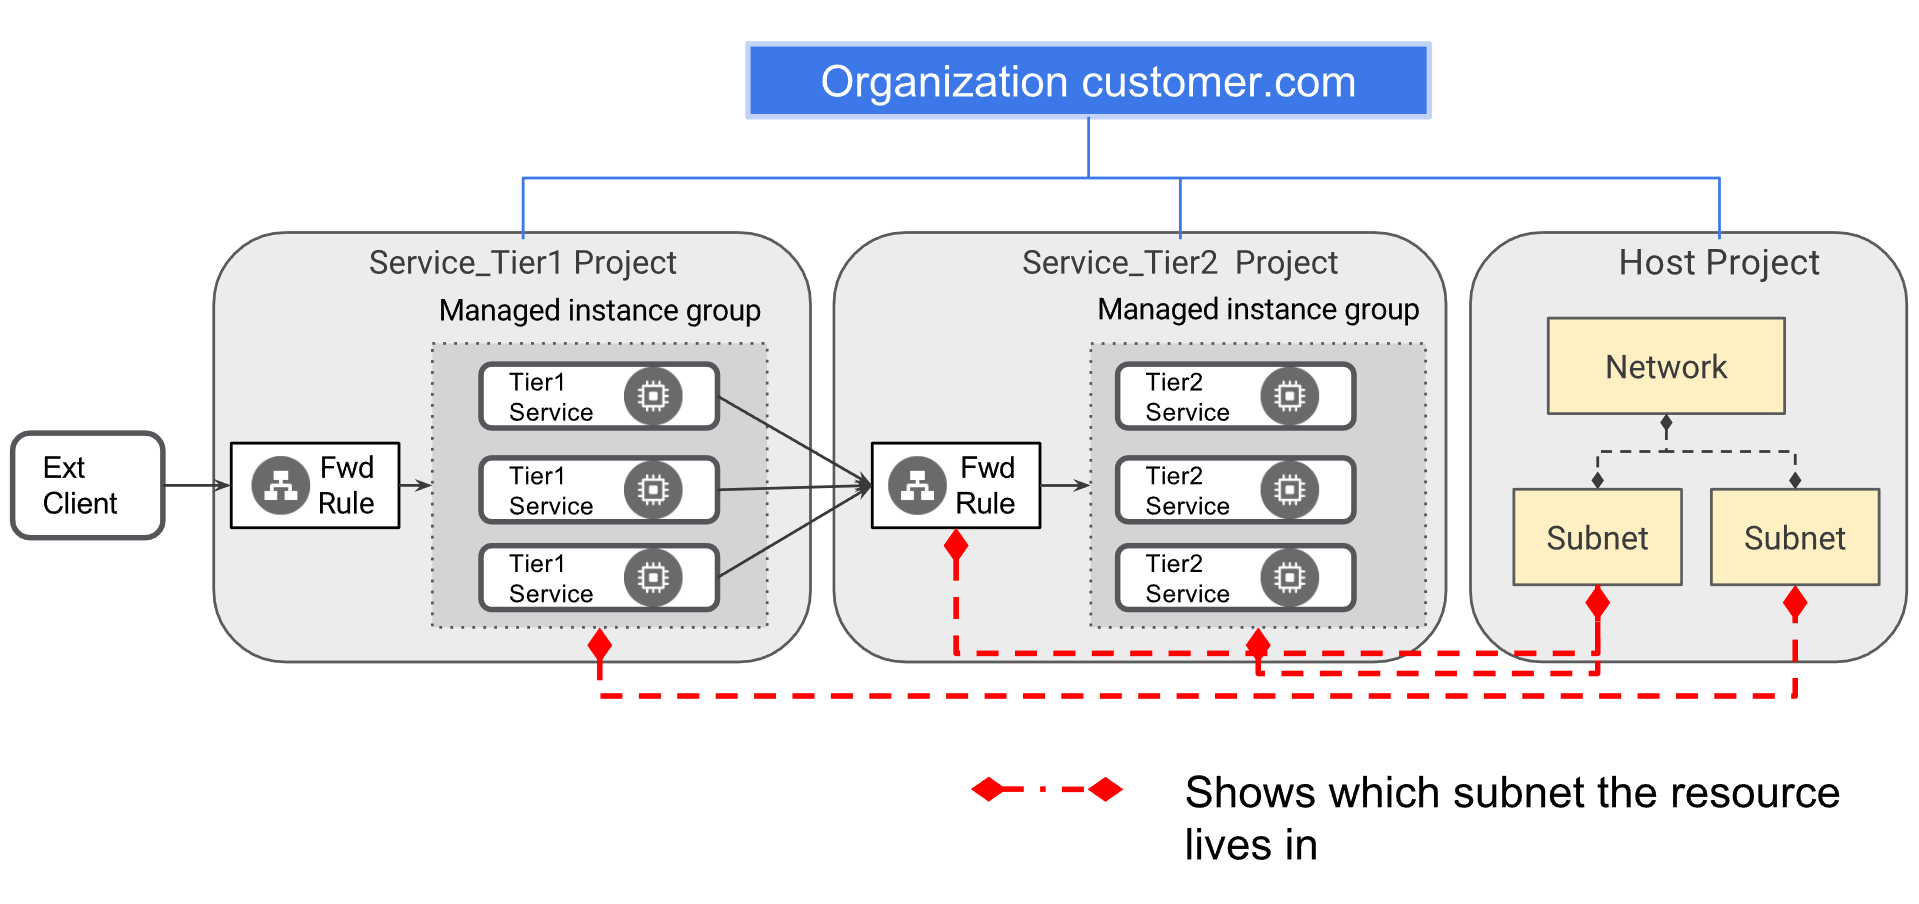 Organization customer.com
Service_Tier1 Project
Managed instance group
Tier1
Service
Tier1
Service
Tier1
Service
Ext
Client
Fwd
Rule
Service_Tier2 Project
Managed instance group
Fwd
Rule
Tier2
Service
Tier2
Service
Tier2
Service
Host Project
Network
Subnet
Subnet
Shows which subnet the resource
lives in